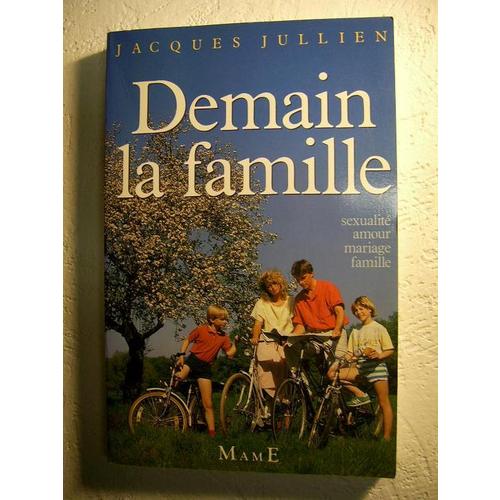 JACQUES JULLIEN
Demain
la famille
sexualité
amour
mariage
famille
MAME